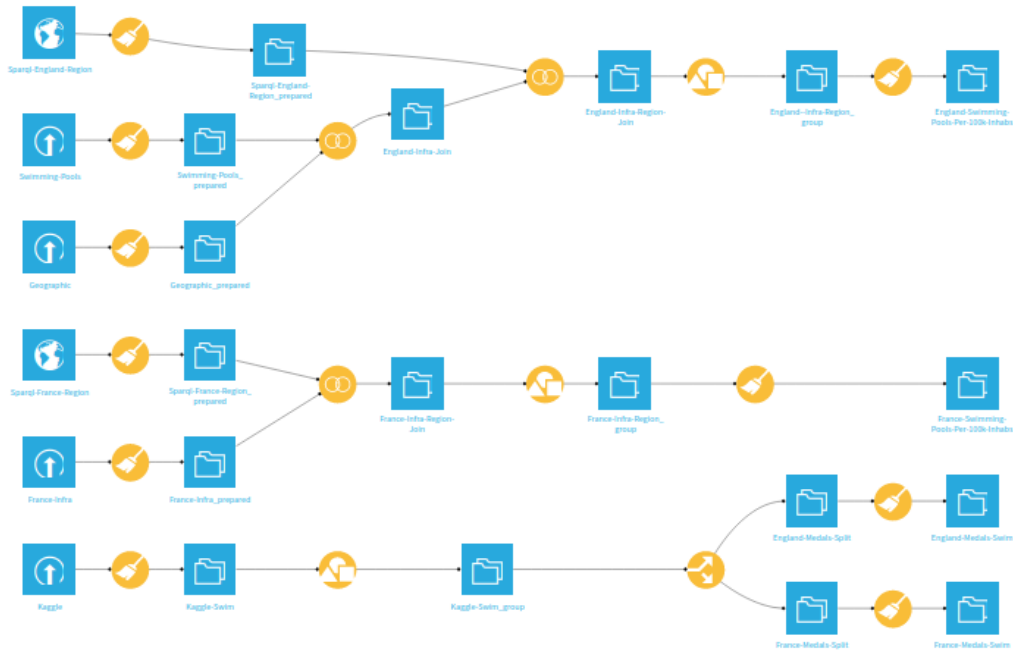 Sparql-England-Region
Sparql-England-
Region_prepared
England-Infra-Region-
Join
England--Infra-Region_
group
England-Swimming-
Pools-Per-100k-Inhabs
England-Infra-Join
Swimming-Pools
Swimming-Pools_
prepared
Geographic
Geographic_prepared
Sparql-France-Region
Sparql-France-Region_
prepared
France-Infra-Region-
Join
France-Infra-Region_
group
France-Swimming-
Pools-Per-100k-Inhabs
France-Infra
France-Infra_prepared
England-Medals-Split
England-Medals-Swim
Kaggle
Kaggle-Swim
Kaggle-Swim_group
France-Medals-Split
France-Medals-Swim